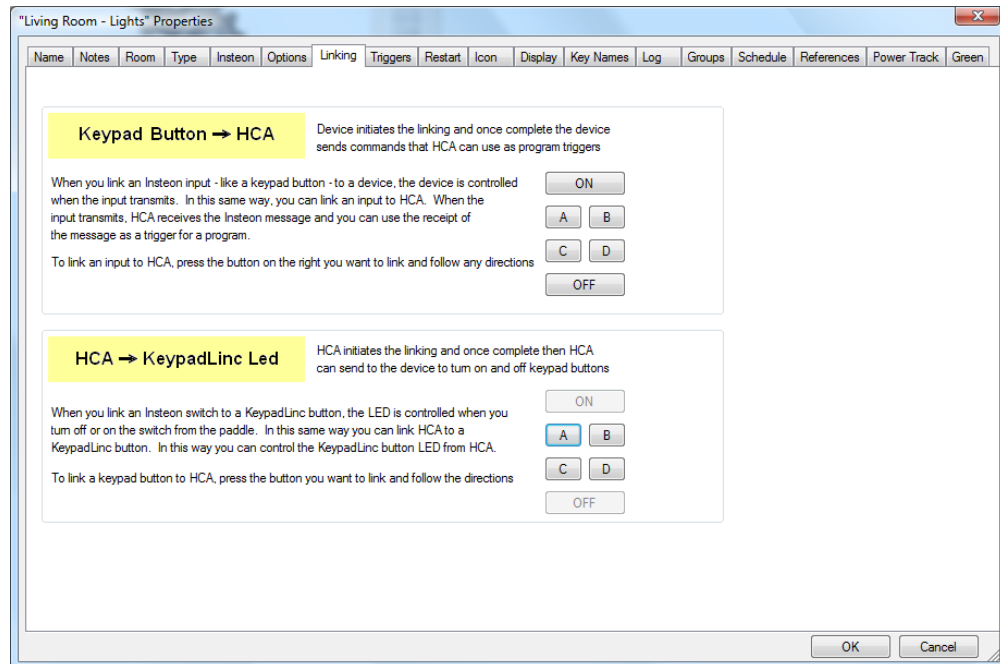 "Living Room - Lights" Properties
Name Notes Room Type Insteon Options Linking Triggers Restart Icon Display Key Names Log Groups Schedule References Power Track Green
Keypad Button → HCA
Device initiates the linking and once complete the device
sends commands that HCA can use as program triggers
When you link an Insteon input - like a keypad button - to a device, the device is controlled
when the input transmits. In this same way, you can link an input to HCA. When the
input transmits, HCA receives the Insteon message and you can use the receipt of
the message as a trigger for a program.
To link an input to HCA, press the button on the right you want to link and follow any directions
ON
A B
C D
OFF
HCA → KeypadLinc Led
HCA initiates the linking and once complete then HCA
can send to the device to turn on and off keypad buttons
When you link an Insteon switch to a KeypadLinc button, the LED is controlled when you
turn off or on the switch from the paddle. In this same way you can link HCA to a
KeypadLinc button. In this way you can control the KeypadLinc button LED from HCA.
To link a keypad button to HCA, press the button you want to link and follow the directions
ON
A B
C D
OFF
OK Cancel